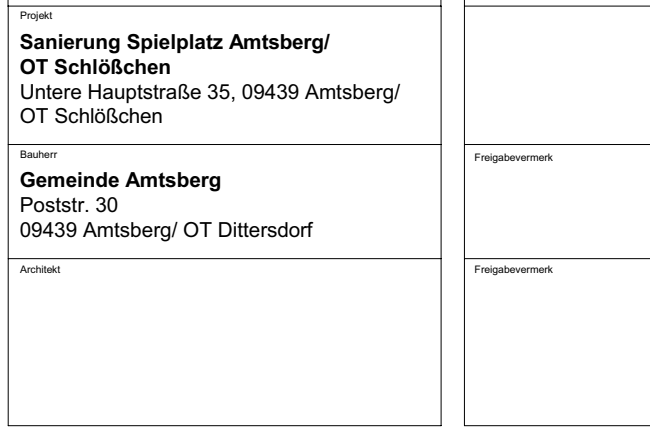 Projekt
Sanierung Spielplatz Amtsberg/
OT Schlößchen
Untere Hauptstraße 35, 09439 Amtsberg/
OT Schlößchen
Bauherr
Gemeinde Amtsberg
Poststr. 30
09439 Amtsberg/ OT Dittersdorf
Architekt
Freigabevermerk
Freigabevermerk